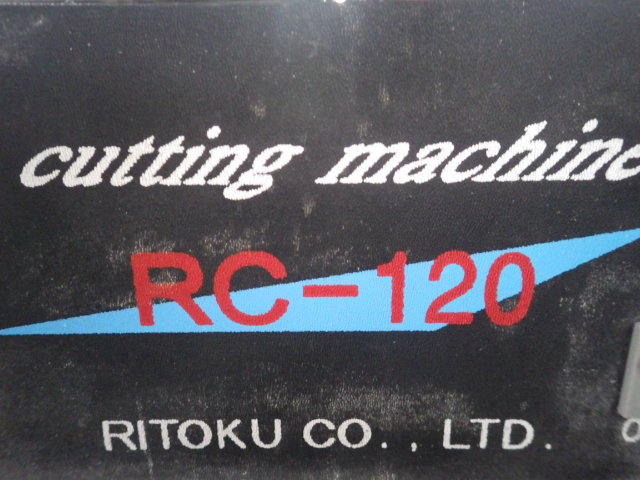 cutting machine
RC-120
RITOKU CO., LTD.